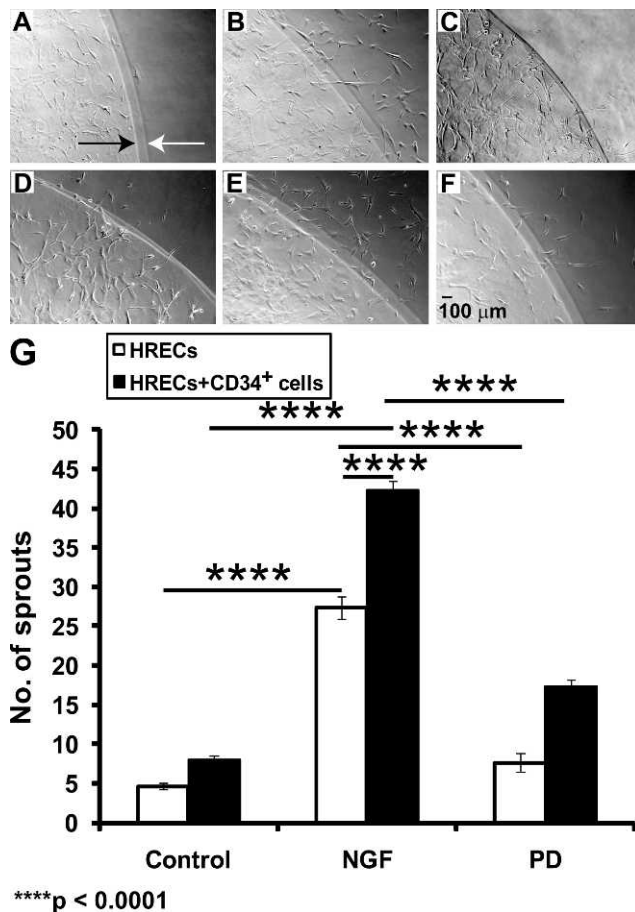 A B C
D E F
100 μm
G
HRECs
HRECs+CD34+ cells
****
****
****
****
No. of sprouts
50
45
40
35
30
25
20
15
10
5
0
Control NGF PD
****p < 0.0001